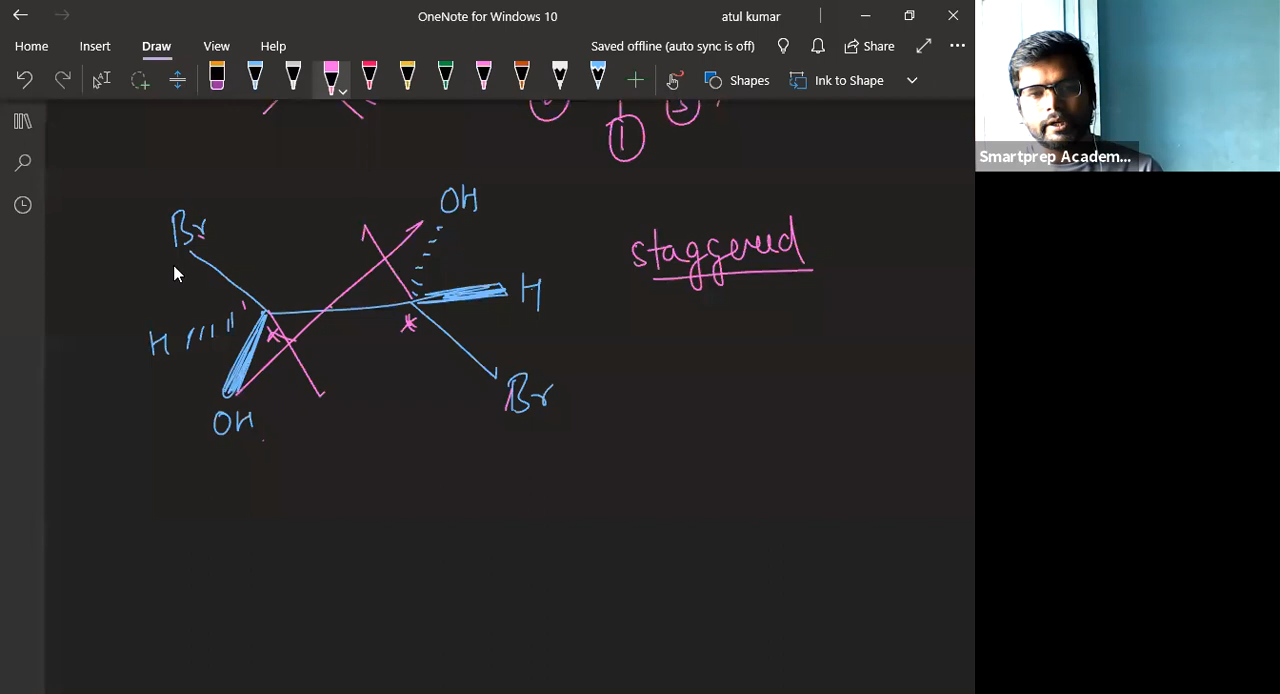 OneNote for Windows 10
atul kumar
Home
Insert
Draw
View
Help
Saved offline (auto sync is off)
Share
Shapes
Ink to Shape
Smartprep Academ...
1
OH
Br
staggered
H
H
Br
OH